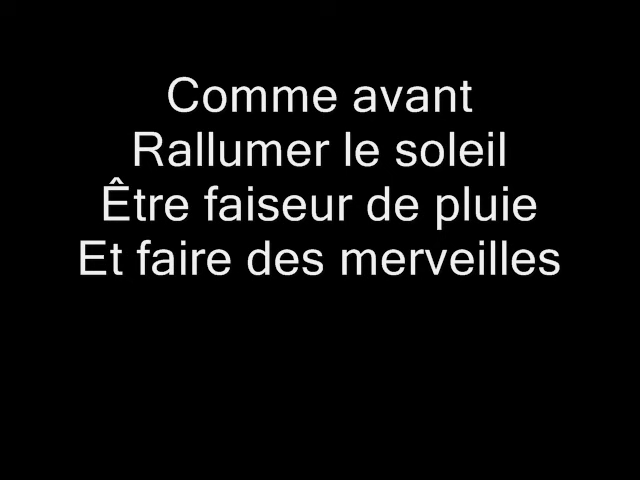 Comme avant
Rallumer le soleil
Être faiseur de pluie
Et faire des merveilles